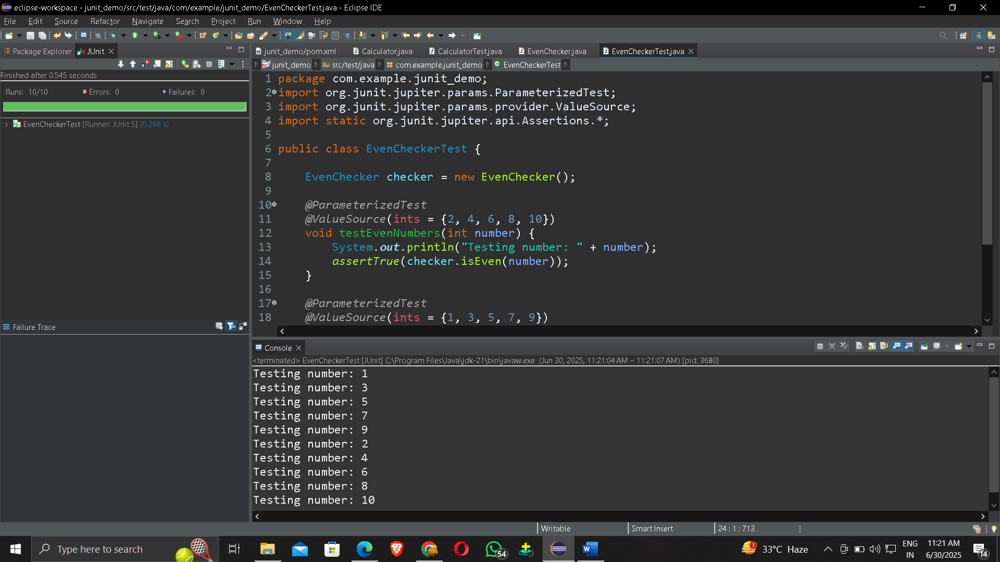 eclipse-workspace - junit_demo/src/test/java/com/example/junit_demo/EvenCheckerTest.java - Eclipse IDE
File Edit Source Refactor Navigate Search Project Run Window Help
Package Explorer JUnit
Finished after 0.545 seconds
Runs: 10/10 Errors: 0 Failures: 0
EvenCheckerTest [Runner: JUnit 5] (0.266 s)
Failure Trace
junit_demo/pom.xml Calculator.java CalculatorTest.java EvenChecker.java EvenCheckerTest.java
junit_demo src/test/java com.example.junit_demo EvenCheckerTest
1 package com.example.junit_demo;
2 import org.junit.jupiter.params.ParameterizedTest;
3 import org.junit.jupiter.params.provider.ValueSource;
4 import static org.junit.jupiter.api.Assertions.*;
5
6 public class EvenCheckerTest {
7
8 EvenChecker checker = new EvenChecker();
9
10 @ParameterizedTest
11 @ValueSource(ints = {2, 4, 6, 8, 10})
12 void testEvenNumbers(int number) {
13 System.out.println("Testing number: " + number);
14 assertTrue(checker.isEven(number));
15 }
16
17 @ParameterizedTest
18 @ValueSource(ints = {1, 3, 5, 7, 9})
Console
<terminated> EvenCheckerTest [JUnit] C:\Program Files\Java\jdk-21\bin\javaw.exe (Jun 30, 2025, 11:21:04 AM – 11:21:07 AM) [pid: 3680]
Testing number: 1
Testing number: 3
Testing number: 5
Testing number: 7
Testing number: 9
Testing number: 2
Testing number: 4
Testing number: 6
Testing number: 8
Testing number: 10
Writable Smart Insert 24 : 1 : 713
Type here to search
54
1
33°C Haze
ENG
IN
11:21 AM
6/30/2025
14